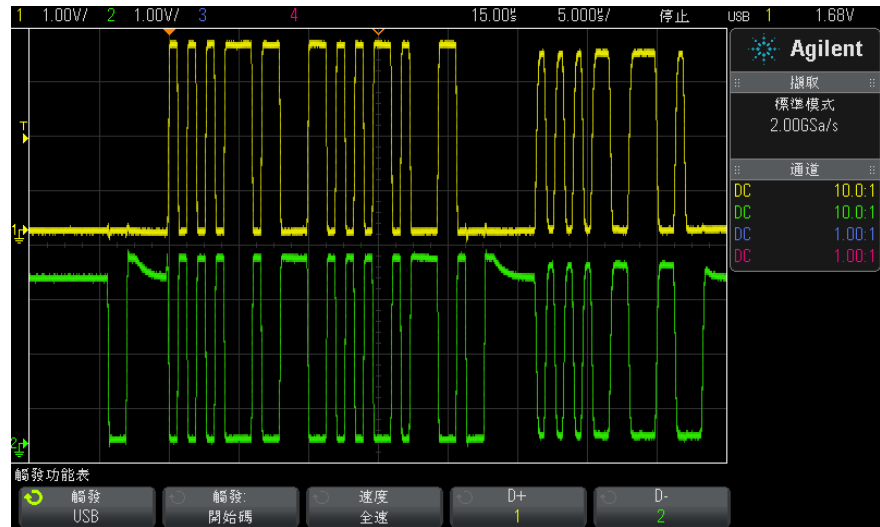 1 1.00V/ 2 1.00V/ 3 4 15.00µs 5.000µs/ 停止 USB 1 1.68V
Agilent
擷取
標準模式
2.00GSa/s
通道
DC 10.0:1
DC 10.0:1
DC 1.00:1
DC 1.00:1
T
1
2
觸發功能表
觸發 觸發: 速度 D+ D-
USB 開始碼 全速 1 2